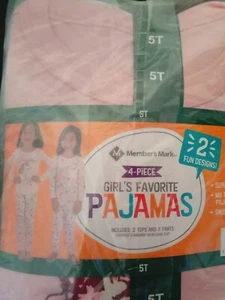 5T
5T
Member's Mark
2
FUN DESIGNS!
4-PIECE
GIRL'S FAVORITE
PAJAMAS
INCLUDES: 2 TOPS AND 2 PANTS
5T